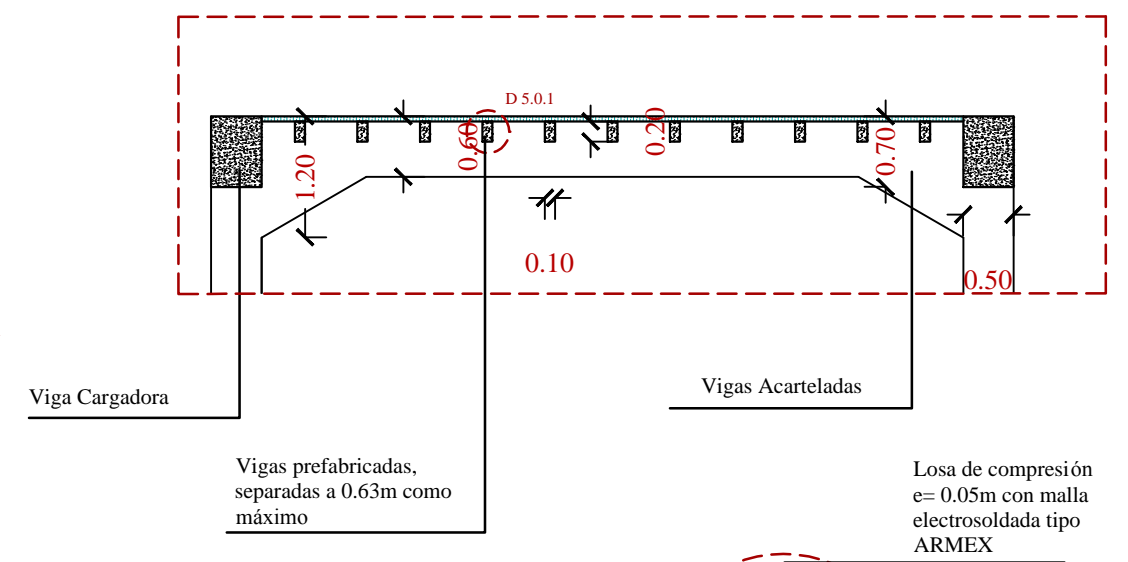 D 5.0.1
1.20
0.60
0.20
0.70
0.10
0.50
Viga Cargadora
Vigas Acarteladas
Vigas prefabricadas,
separadas a 0.63m como
máximo
Losa de compresión
e= 0.05m con malla
electrosoldada tipo
ARMEX